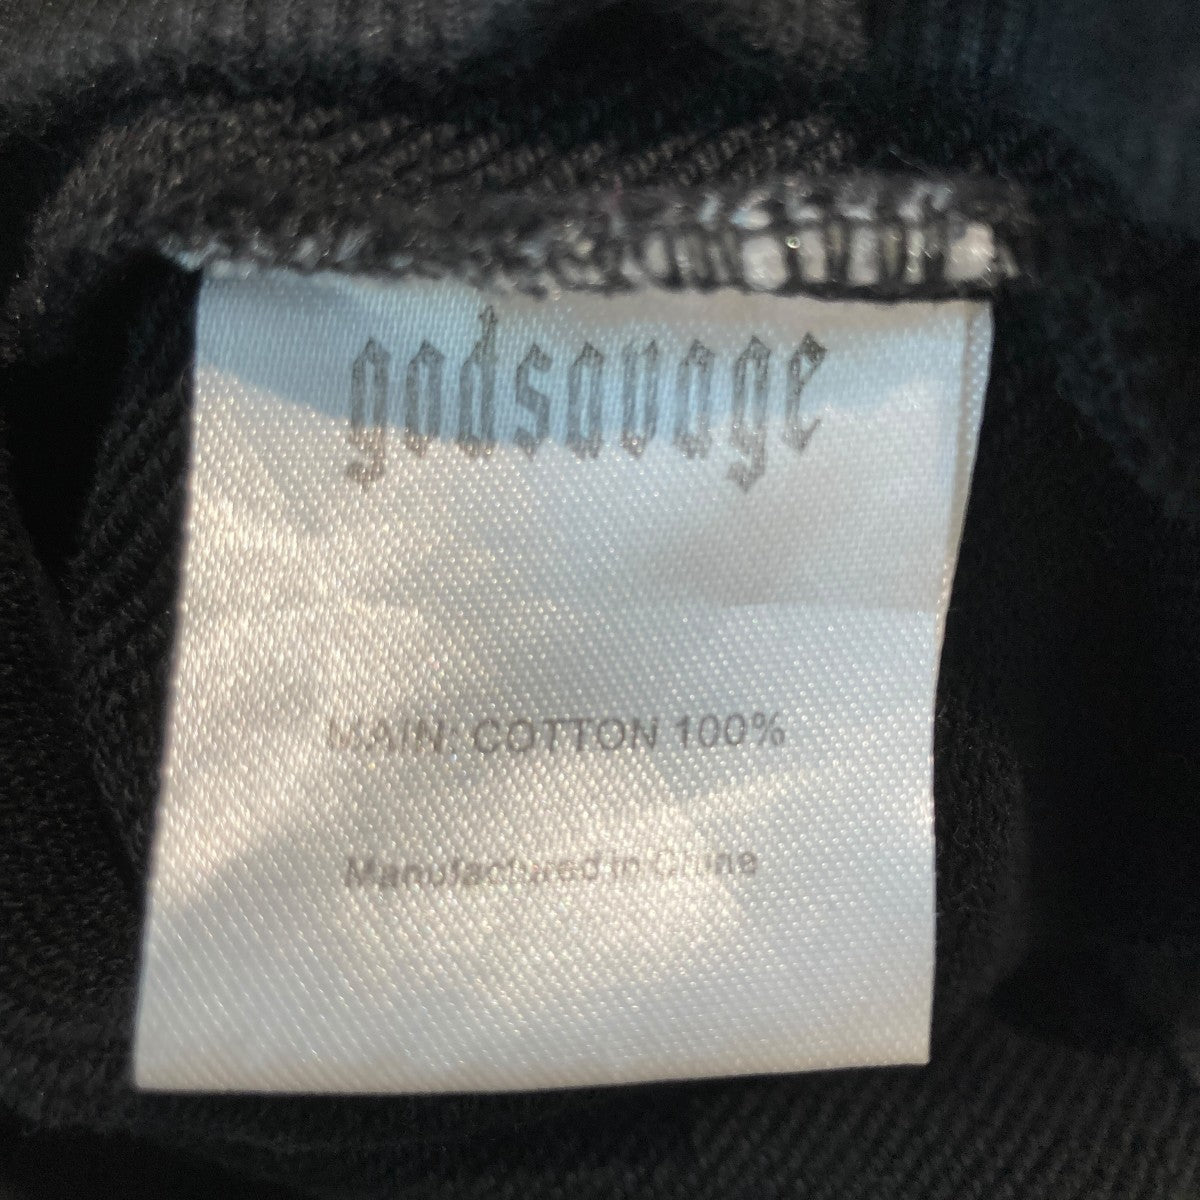 godsavage
MAIN: COTTON 100%
Manufactured in China